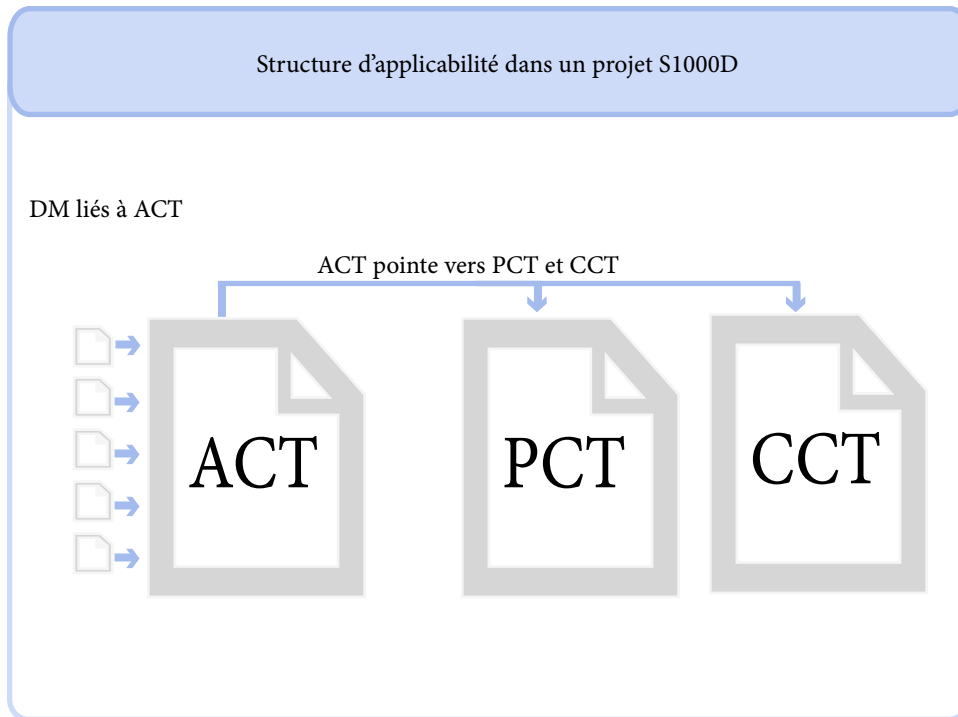 Structure d'applicabilité dans un projet S1000D
DM liés à ACT
ACT pointe vers PCT et CCT
ACT
PCT
CCT